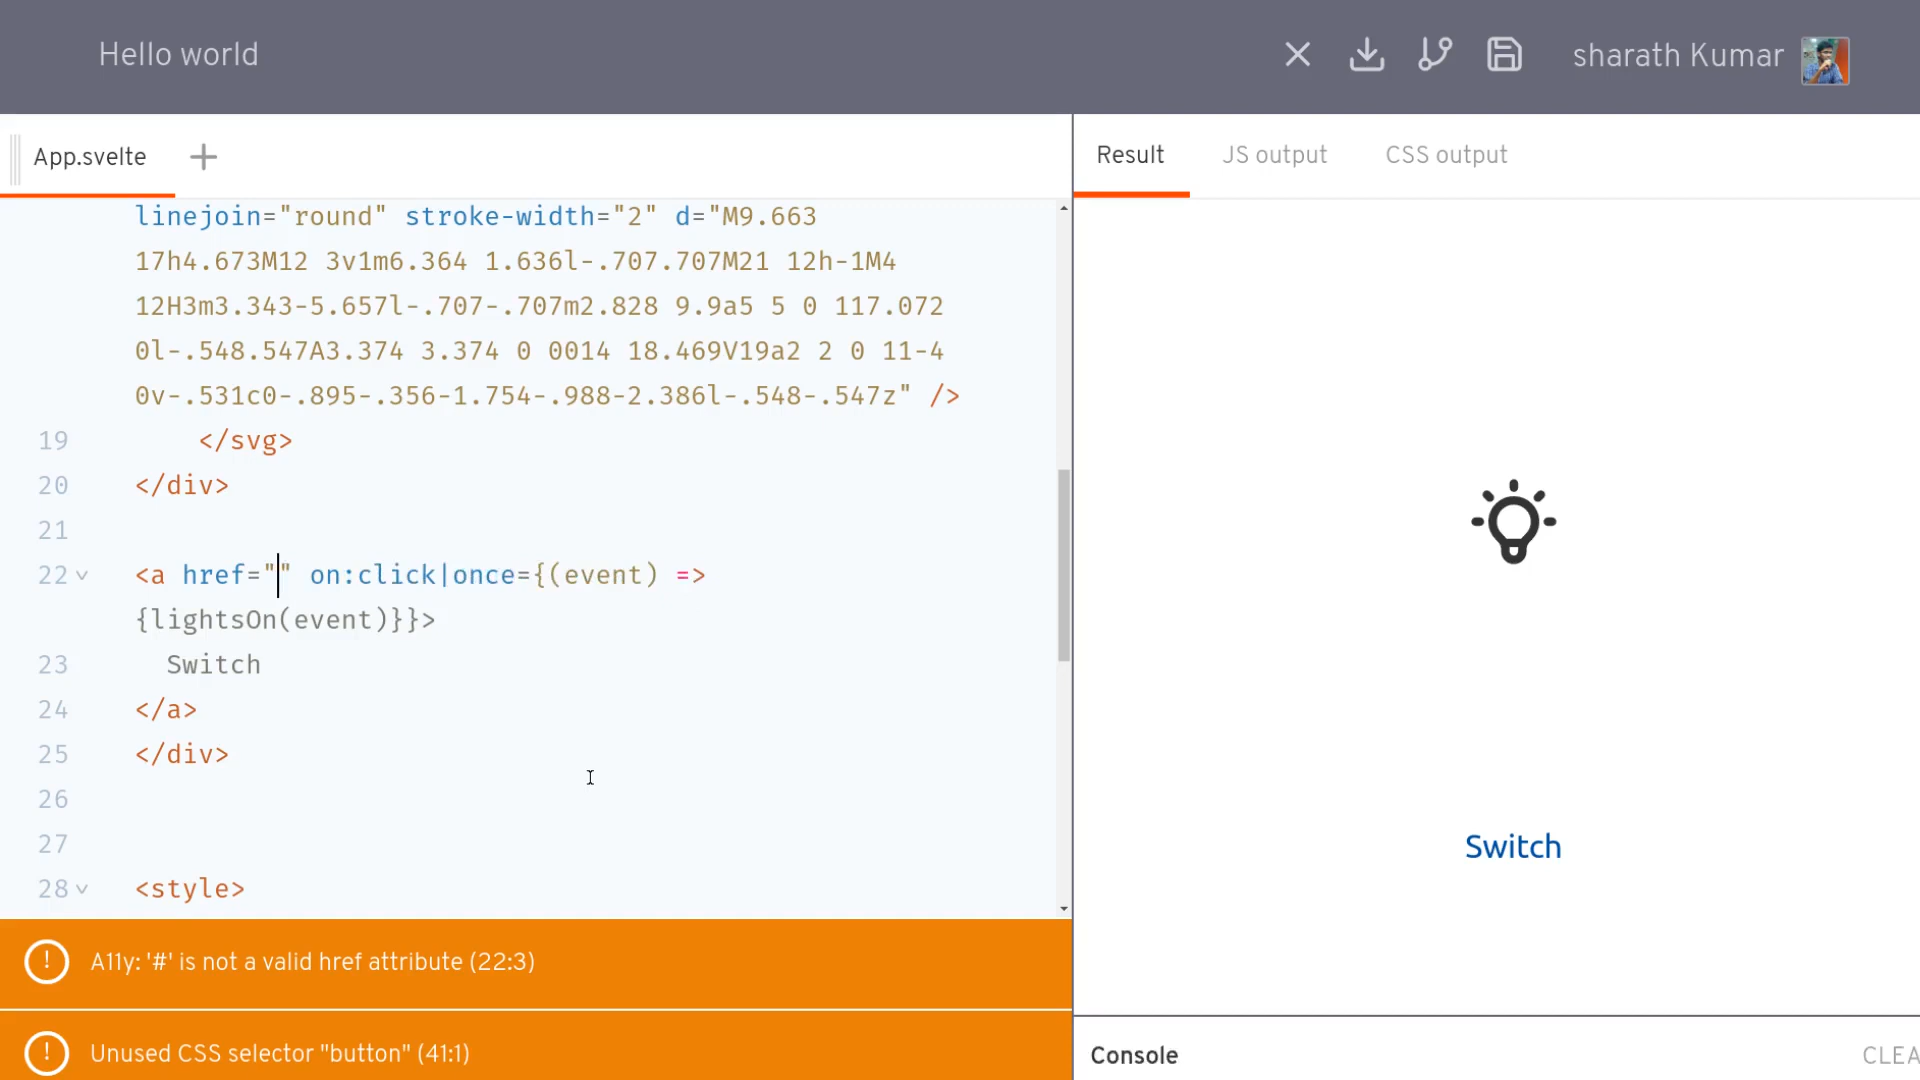 Hello world
sharath Kumar
App.svelte
Result
JS output
CSS output
linejoin="round" stroke-width="2" d="M9.663
17h4.673M12 3v1m6.364 1.636l-.707.707M21 12h-1M4
12H3m3.343-5.657l-.707-.707m2.828 9.9a5 5 0 117.072
0l-.548.547A3.374 3.374 0 0014 18.469V19a2 2 0 11-4
0v-.531c0-.895-.356-1.754-.988-2.386l-.548-.547z" />
19 </svg>
20 </div>
21
22 <a href="" on:click|once={(event) =>
{lightsOn(event)}}>
23 Switch
24 </a>
25 </div>
26
27
28 <style>
Switch
A11y: '#' is not a valid href attribute (22:3)
Unused CSS selector "button" (41:1)
Console
CLEA